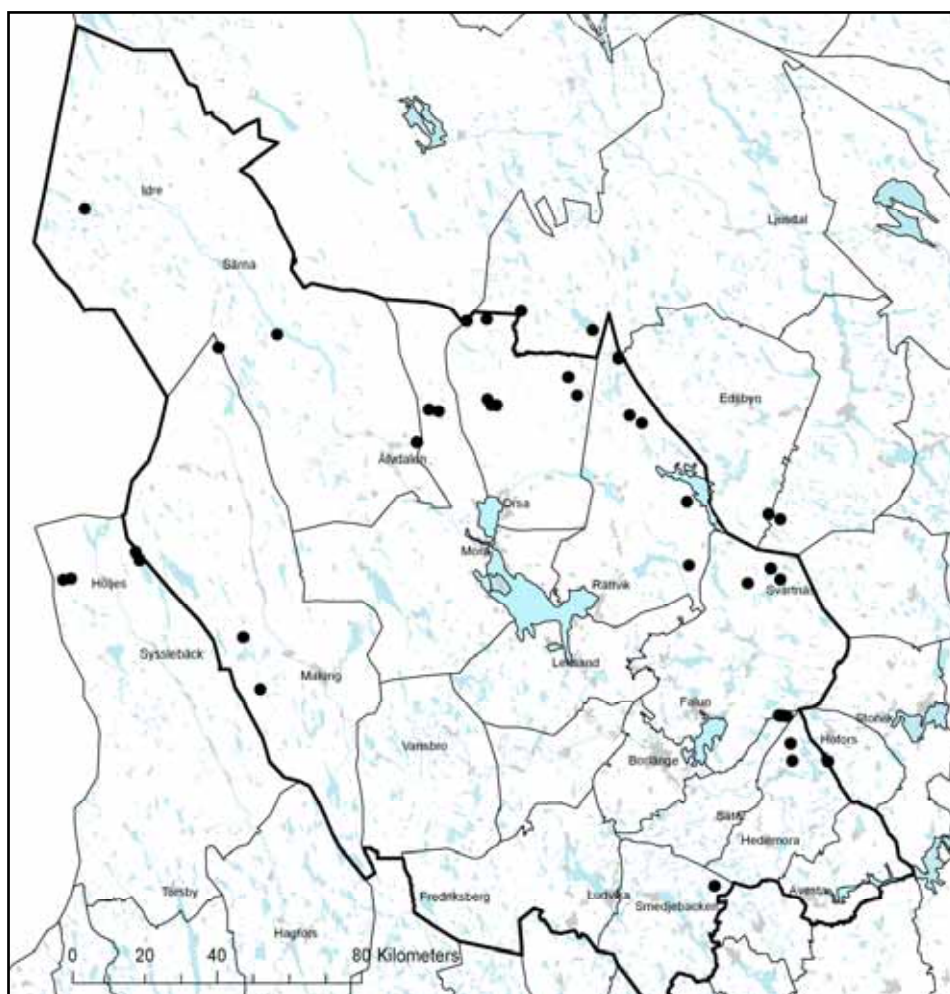 Idre
Ljusdal
Särna
Edsbyn
Älvdalen
Orsa
Mora
Höljes
Rättvik
Svärtnäs
Sysslebäck
Leksand
Malung
Falun
Storvik
Vansbro
Hofors
Borlänge
Säter
Hedemora
Torsby
Fredriksberg
Ludvika
Avesta
Smedjebacken
Hagfors
0 20 40 80 Kilometers